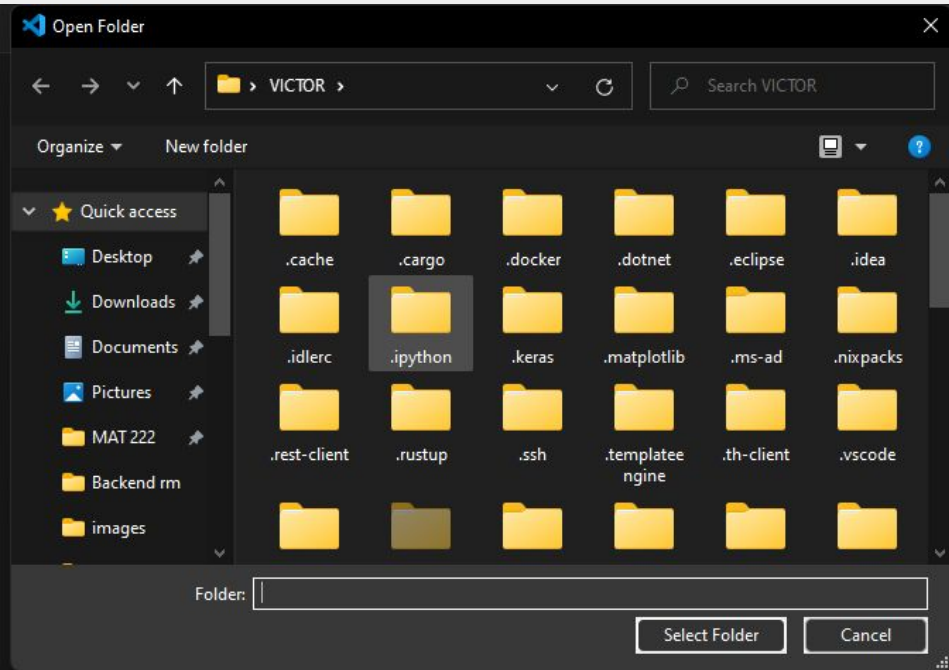 Open Folder
VICTOR
Search VICTOR
Organize
New folder
?
Quick access
Desktop
Downloads
Documents
Pictures
MAT 222
Backend rm
images
.cache
.cargo
.docker
.dotnet
.eclipse
.idea
.idlerc
.ipython
.keras
.matplotlib
.ms-ad
.nixpacks
.rest-client
.rustup
.ssh
.templatee
ngine
.th-client
.vscode
Folder:
Select Folder
Cancel